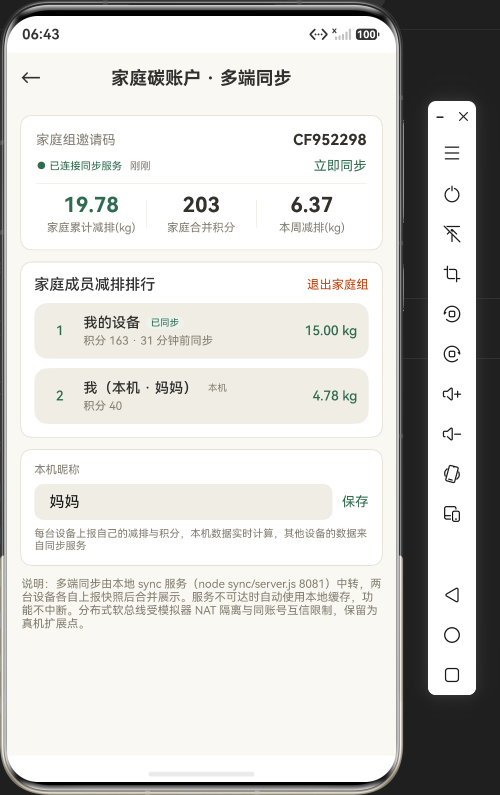 06:43
100
家庭碳账户 · 多端同步
家庭组邀请码 CF952298
已连接同步服务 刚刚 立即同步
19.78 203 6.37
家庭累计减排(kg) 家庭合并积分 本周减排(kg)
家庭成员减排排行 退出家庭组
1 我的设备 已同步 15.00 kg
积分 163 · 31 分钟前同步
2 我（本机 · 妈妈） 本机 4.78 kg
积分 40
本机昵称
妈妈 保存
每台设备上报自己的减排与积分，本机数据实时计算，其他设备的数据来
自同步服务
说明：多端同步由本地 sync 服务（node sync/server.js 8081）中转，两
台设备各自上报快照后合并展示。服务不可达时自动使用本地缓存，功
能不中断。分布式软总线受模拟器 NAT 隔离与同账号互信限制，保留为
真机扩展点。